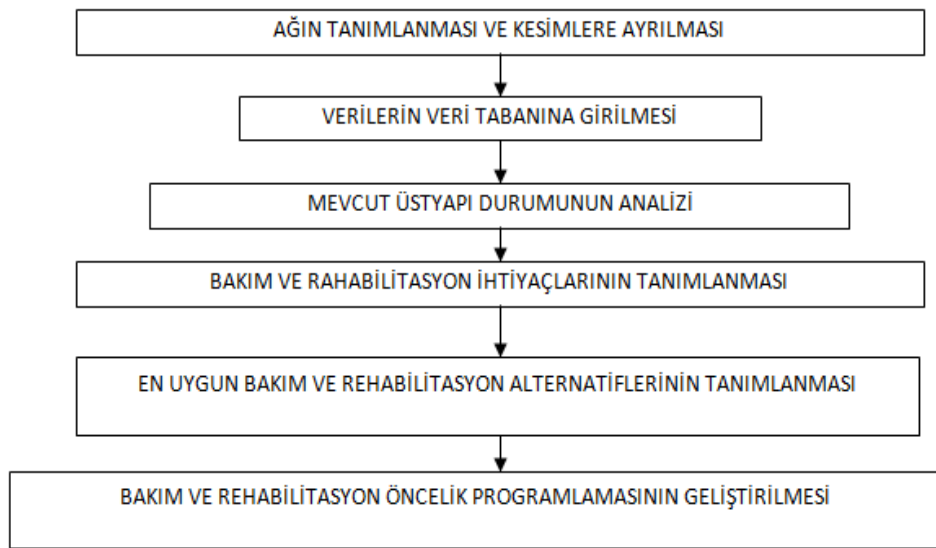 AĞIN TANIMLANMASI VE KESİMLERE AYRILMASI
VERİLERİN VERİ TABANINA GİRİLMESİ
MEVCUT ÜSTYAPI DURUMUNUN ANALİZİ
BAKIM VE RAHABİLİTASYON İHTİYAÇLARININ TANIMLANMASI
EN UYGUN BAKIM VE REHABİLİTASYON ALTERNATİFLERİNİN TANIMLANMASI
BAKIM VE REHABİLİTASYON ÖNCELİK PROGRAMLAMASININ GELİŞTİRİLMESİ